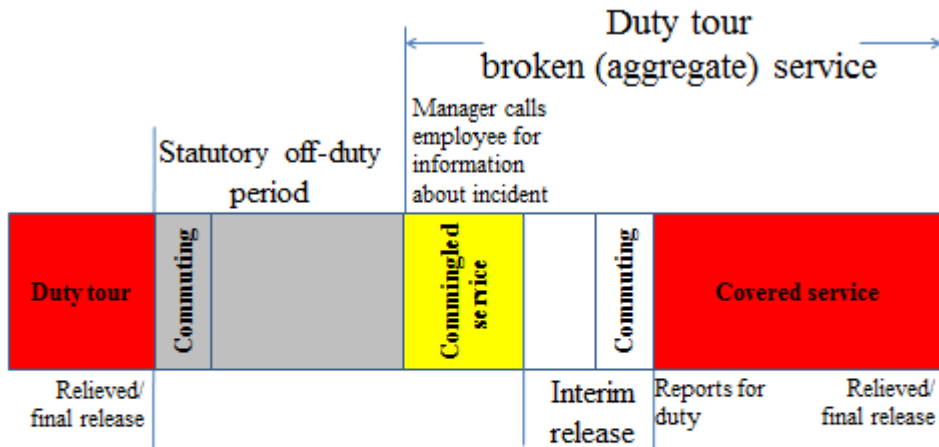 Duty tour
broken (aggregate) service
Manager calls
employee for
information
about incident
Statutory off-duty
period
Duty tour
Commuting
Commingled
service
Commuting
Covered service
Relieved/
final release
Interim
release
Reports for
duty
Relieved/
final release